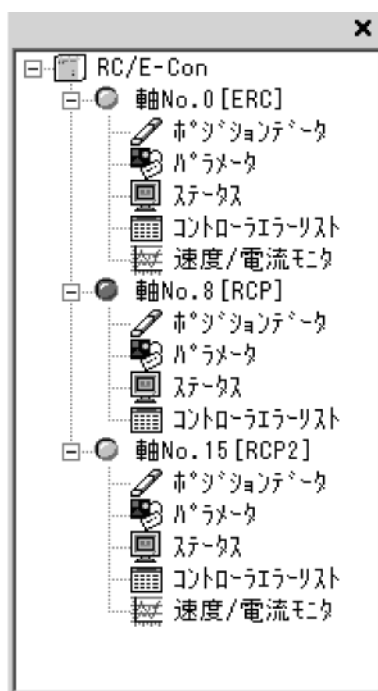 RC/E-Con
軸No.0[ERC]
ﾎﾟｼﾞｼｮﾝﾃﾞｰﾀ
ﾊﾟﾗﾒｰﾀ
ｽﾃｰﾀｽ
ｺﾝﾄﾛｰﾗｴﾗｰﾘｽﾄ
速度/電流ﾓﾆﾀ
軸No.8[RCP]
ﾎﾟｼﾞｼｮﾝﾃﾞｰﾀ
ﾊﾟﾗﾒｰﾀ
ｽﾃｰﾀｽ
ｺﾝﾄﾛｰﾗｴﾗｰﾘｽﾄ
軸No.15[RCP2]
ﾎﾟｼﾞｼｮﾝﾃﾞｰﾀ
ﾊﾟﾗﾒｰﾀ
ｽﾃｰﾀｽ
ｺﾝﾄﾛｰﾗｴﾗｰﾘｽﾄ
速度/電流ﾓﾆﾀ